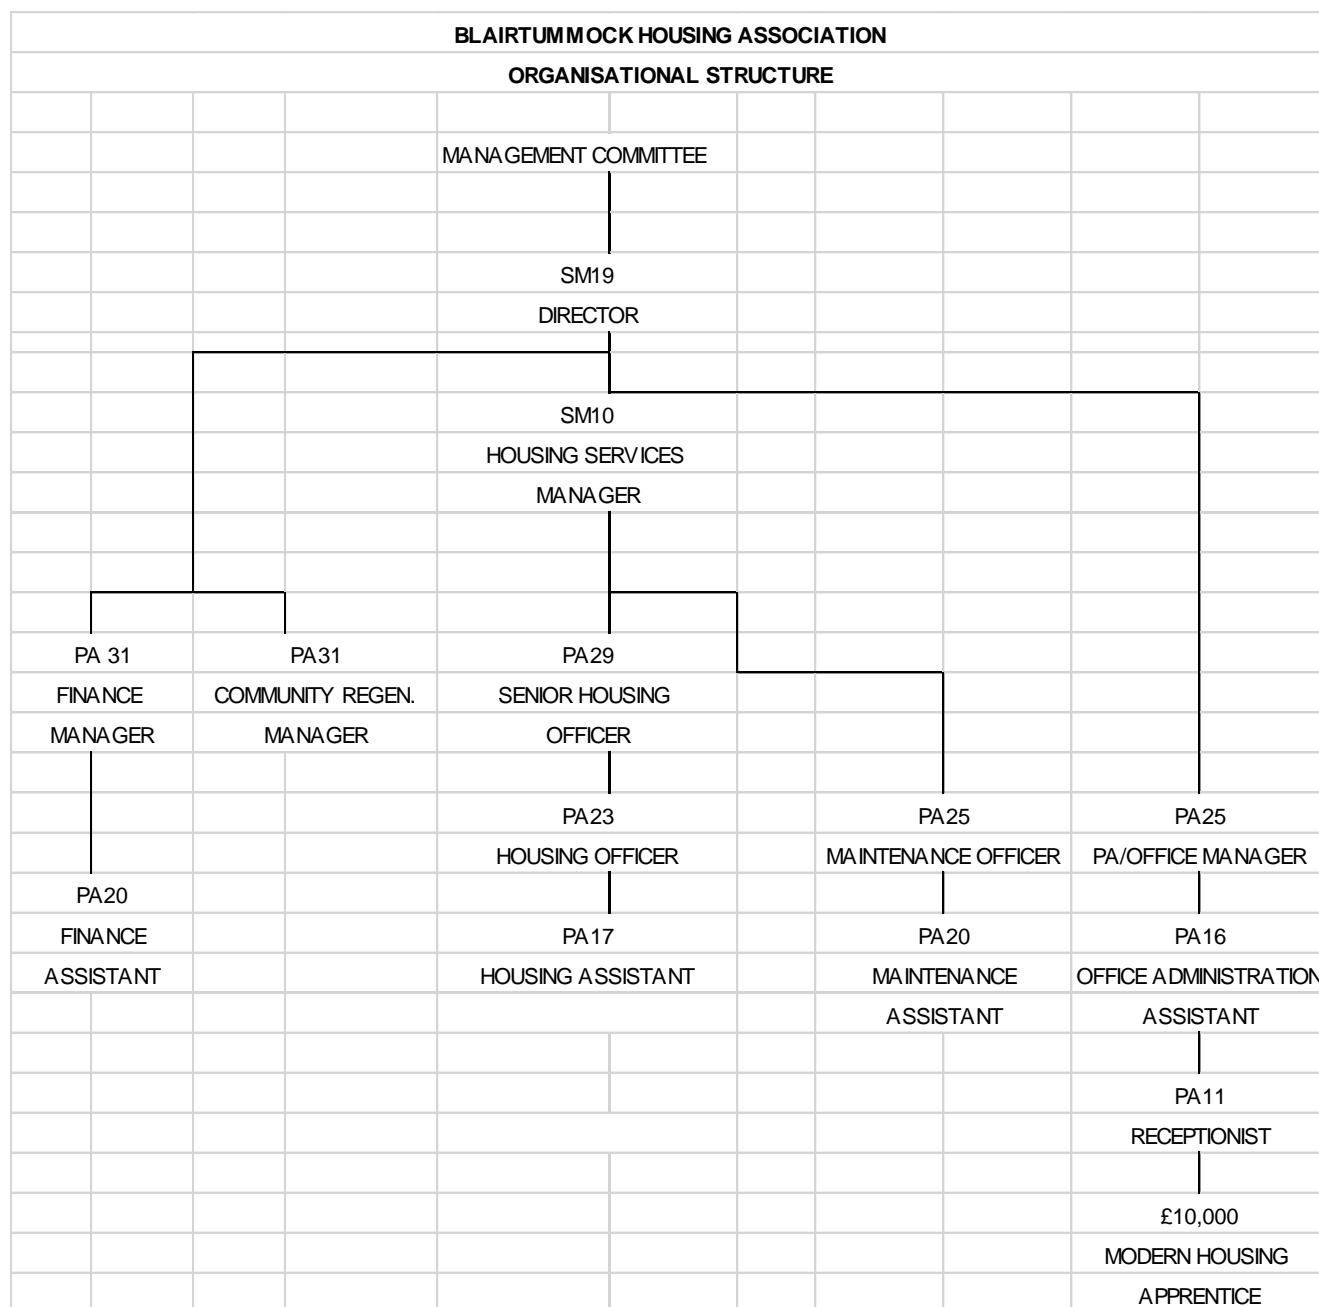 BLAIRTUMMOCK HOUSING ASSOCIATION
ORGANISATIONAL STRUCTURE
MANAGEMENT COMMITTEE
SM19
DIRECTOR
SM10
HOUSING SERVICES
MANAGER
PA 31
FINANCE
MANAGER
PA31
COMMUNITY REGEN.
MANAGER
PA29
SENIOR HOUSING
OFFICER
PA23
HOUSING OFFICER
PA25
MAINTENANCE OFFICER
PA25
PA/OFFICE MANAGER
PA20
FINANCE
ASSISTANT
PA17
HOUSING ASSISTANT
PA20
MAINTENANCE
ASSISTANT
PA16
OFFICE ADMINISTRATION
ASSISTANT
PA11
RECEPTIONIST
£10,000
MODERN HOUSING
APPRENTICE